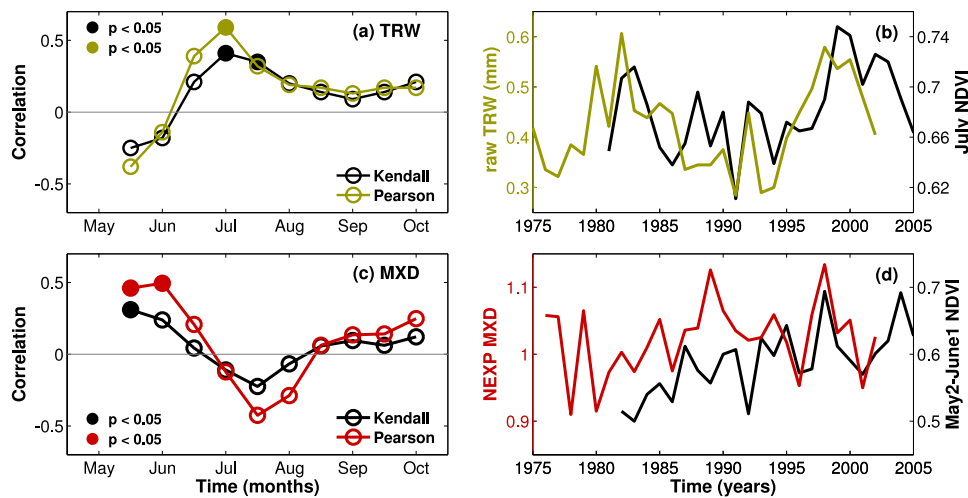 (a) TRW
p < 0.05
p < 0.05
Kendall
Pearson
Correlation
0.5
0
-0.5
May Jun Jul Aug Sep Oct
(b)
raw TRW (mm)
0.6
0.5
0.4
0.3
July NDVI
0.74
0.7
0.66
0.62
1975 1980 1985 1990 1995 2000 2005
(c) MXD
p < 0.05
p < 0.05
Kendall
Pearson
Correlation
0.5
0
-0.5
May Jun Jul Aug Sep Oct
Time (months)
(d)
NEXP MXD
1.1
1
0.9
May2-June1 NDVI
0.7
0.6
0.5
1975 1980 1985 1990 1995 2000 2005
Time (years)